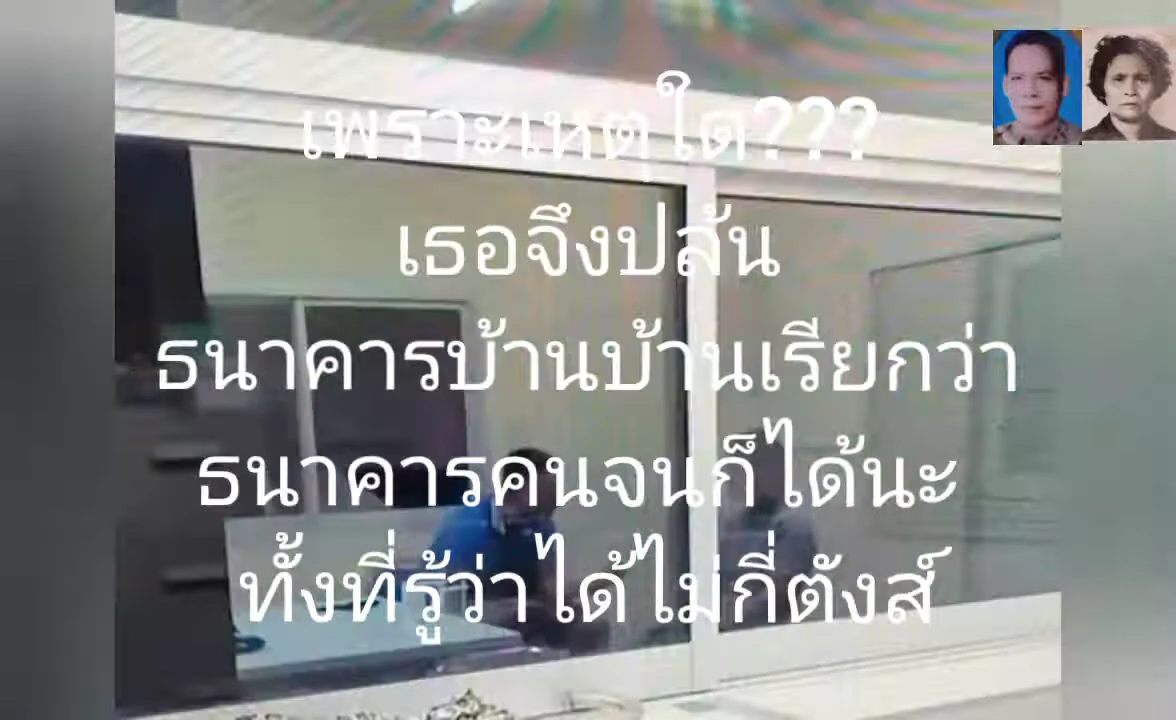 เพราะเหตุใด???
เธอจึงปล้น
ธนาคารบ้านบ้านเรียกว่า
ธนาคารคนจนก็ได้นะ
ทั้งที่รู้ว่าได้ไม่กี่ตังส์